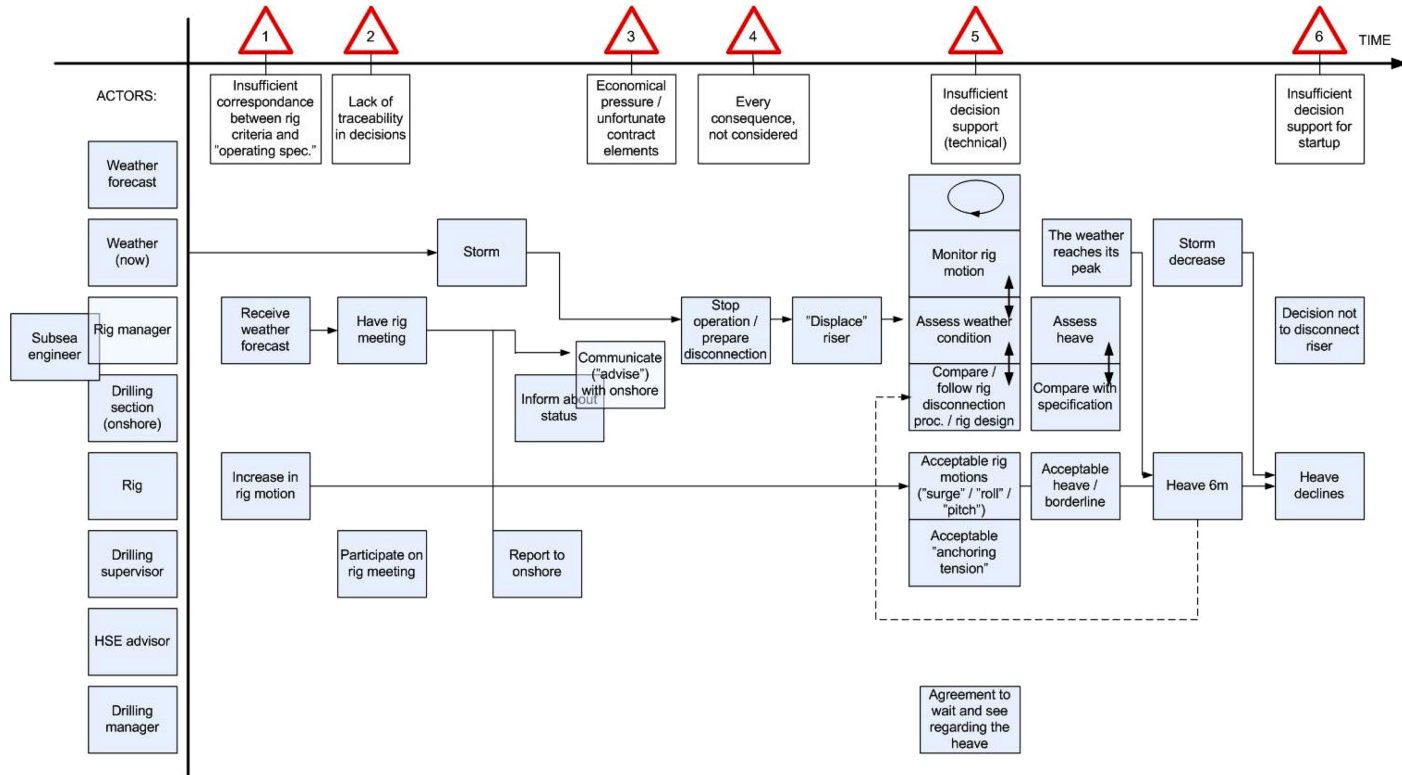 1
2
3
4
5
6
TIME
ACTORS:
Insufficient
correspondance
between rig
criteria and
"operating spec."
Lack of
traceability
in decisions
Economical
pressure /
unfortunate
contract
elements
Every
consequence,
not considered
Insufficient
decision
support
(technical)
Insufficient
decision
support for
startup
Weather
forecast
Weather
(now)
Storm
Monitor rig
motion
The weather
reaches its
peak
Storm
decrease
Subsea
engineer
Rig manager
Receive
weather
forecast
Have rig
meeting
Communicate
("advise")
with onshore
Stop
operation /
prepare
disconnection
"Displace"
riser
Assess weather
condition
Assess
heave
Decision not
to disconnect
riser
Drilling
section
(onshore)
Inform about
status
Compare /
follow rig
disconnection
proc. / rig design
Compare with
specification
Rig
Increase in
rig motion
Acceptable rig
motions
("surge" / "roll" /
"pitch")
Acceptable
heave /
borderline
Heave 6m
Heave
declines
Drilling
supervisor
Participate on
rig meeting
Report to
onshore
Acceptable
"anchoring
tension"
HSE advisor
Drilling
manager
Agreement to
wait and see
regarding the
heave